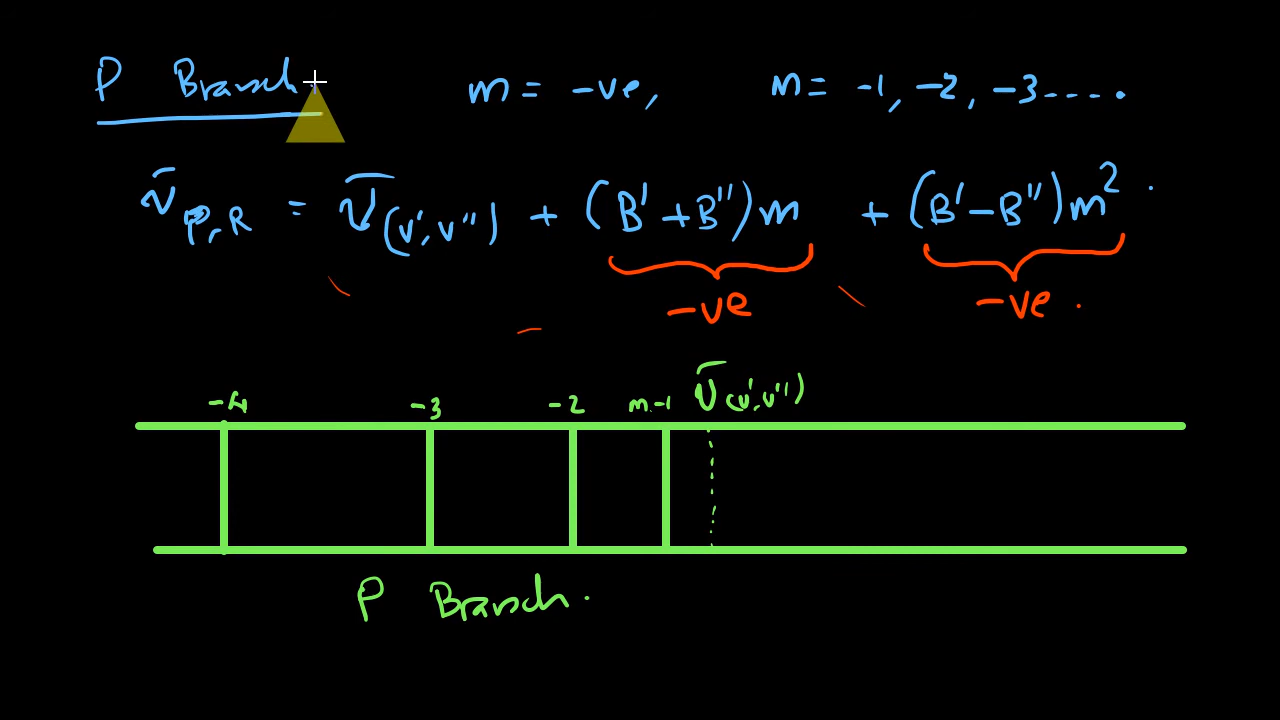 P Branch. m = -ve, m = -1, -2, -3.....
ν̄ P,R = ν̄(v', v'') + (B' + B'')m + (B' - B'')m² .
-ve -ve .
-4 -3 -2 m -1 ν̄(v', v'')
P Branch.